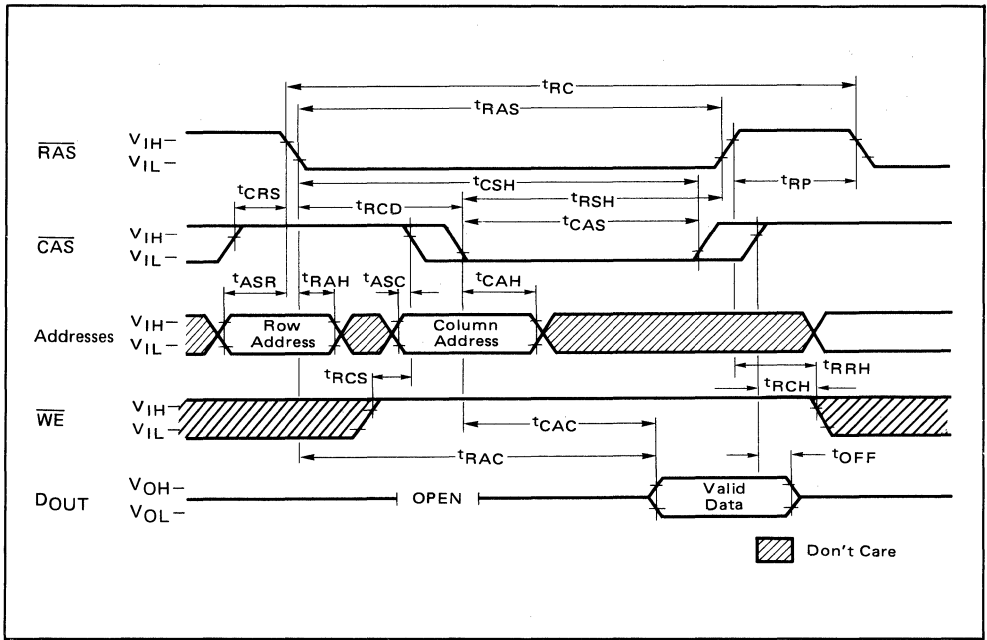 tRC
tRAS
RAS
VIH
VIL
tCSH
tRP
tCRS
tRSH
tRCD
tCAS
CAS
VIH
VIL
tASR
tRAH
tASC
tCAH
Addresses
VIH
VIL
Row
Address
Column
Address
tRRH
tRCS
tRCH
WE
VIH
VIL
tCAC
tRAC
tOFF
DOUT
VOH
VOL
OPEN
Valid
Data
Don't Care